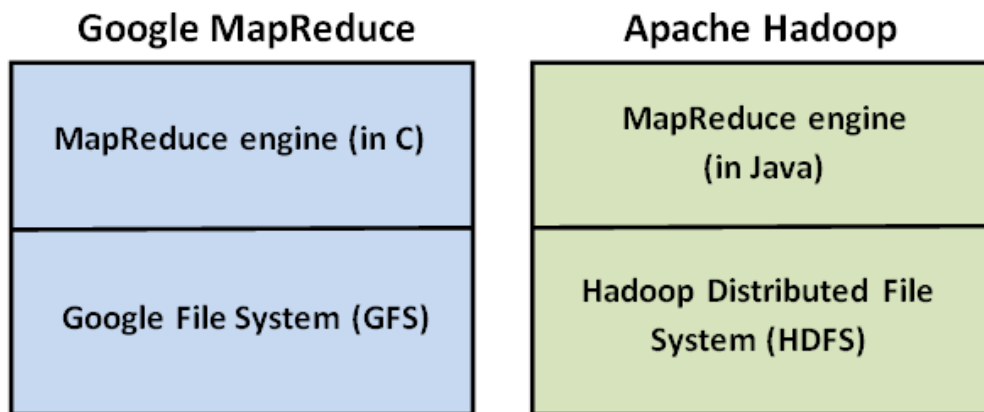 Google MapReduce
MapReduce engine (in C)
Google File System (GFS)
Apache Hadoop
MapReduce engine
(in Java)
Hadoop Distributed File
System (HDFS)